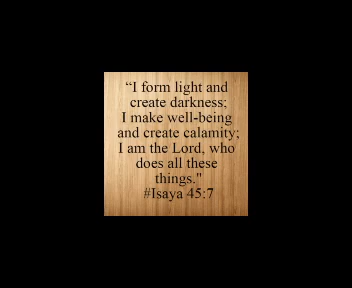 “I form light and
create darkness;
I make well-being
and create calamity;
I am the Lord, who
does all these
things."
#Isaya 45:7